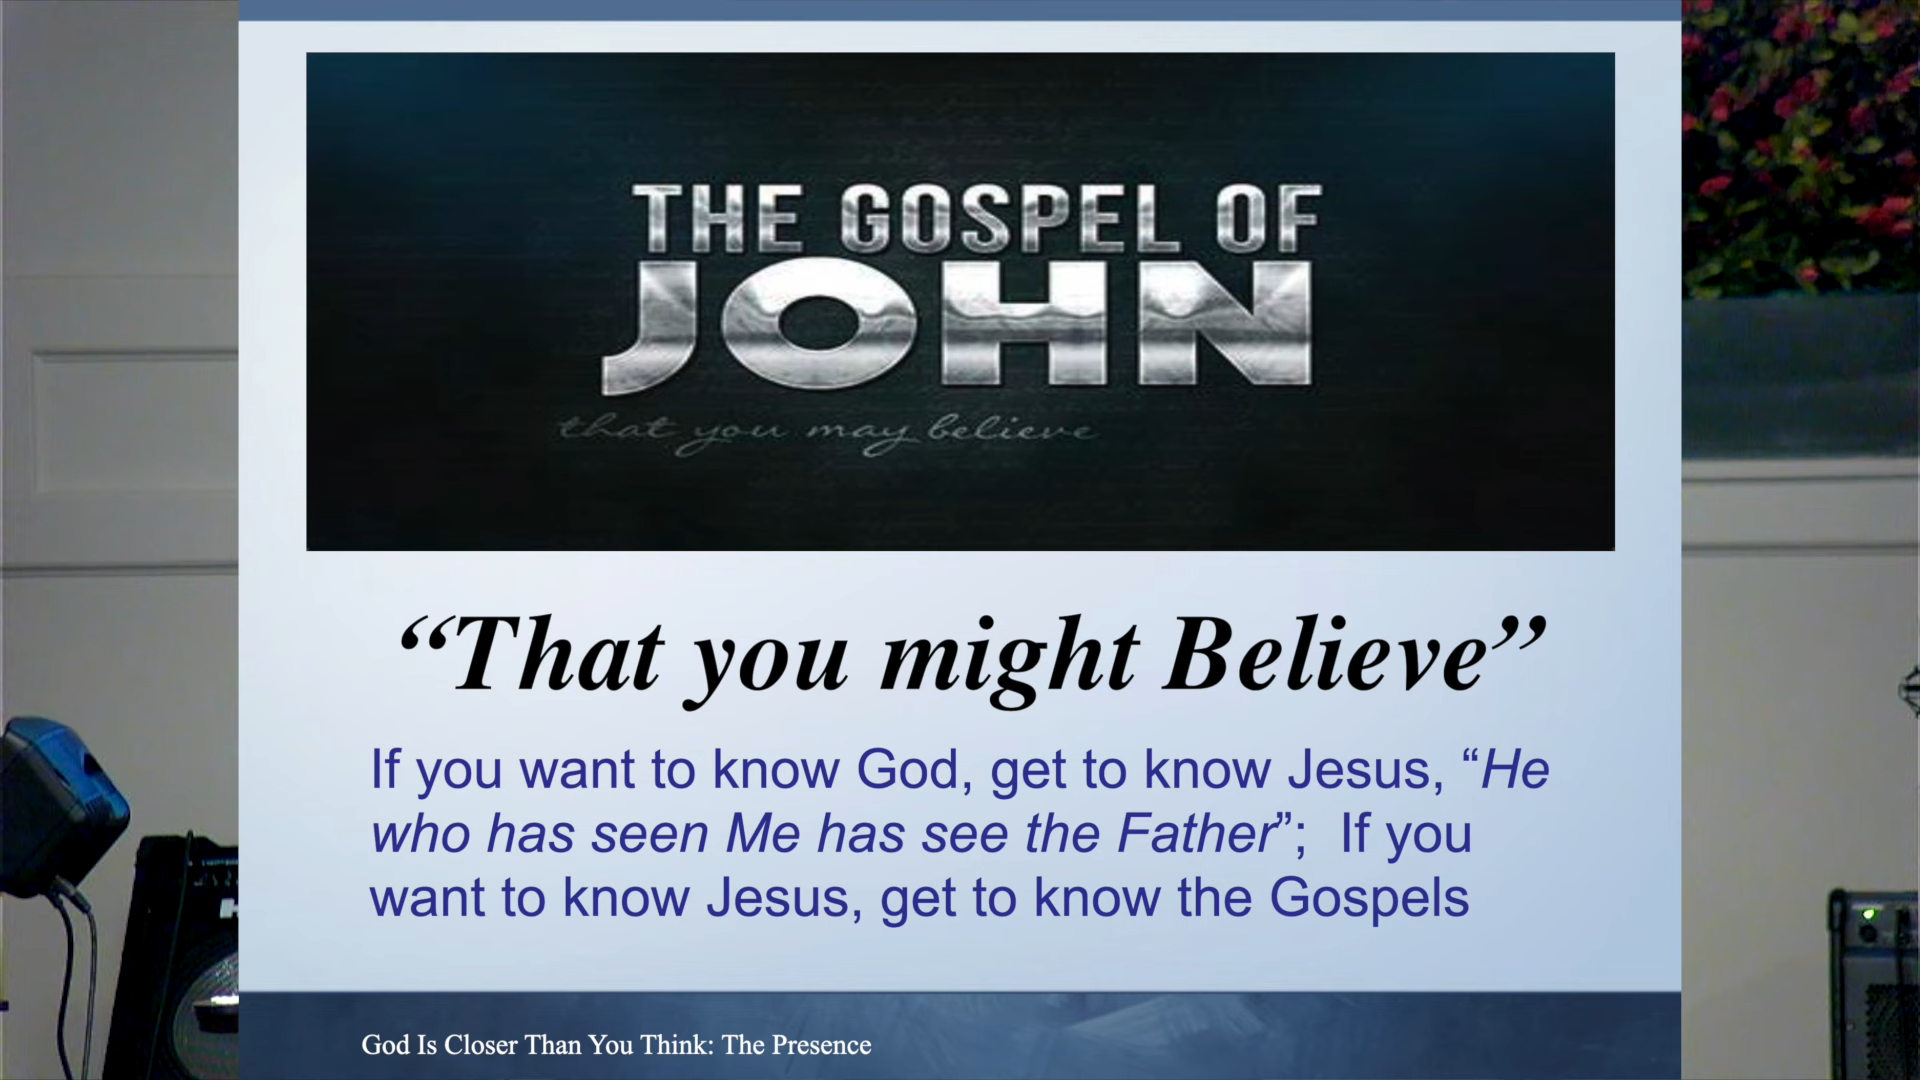 THE GOSPEL OF
JOHN
that you may believe
“That you might Believe”
If you want to know God, get to know Jesus, “He
who has seen Me has see the Father”;  If you
want to know Jesus, get to know the Gospels
God Is Closer Than You Think: The Presence